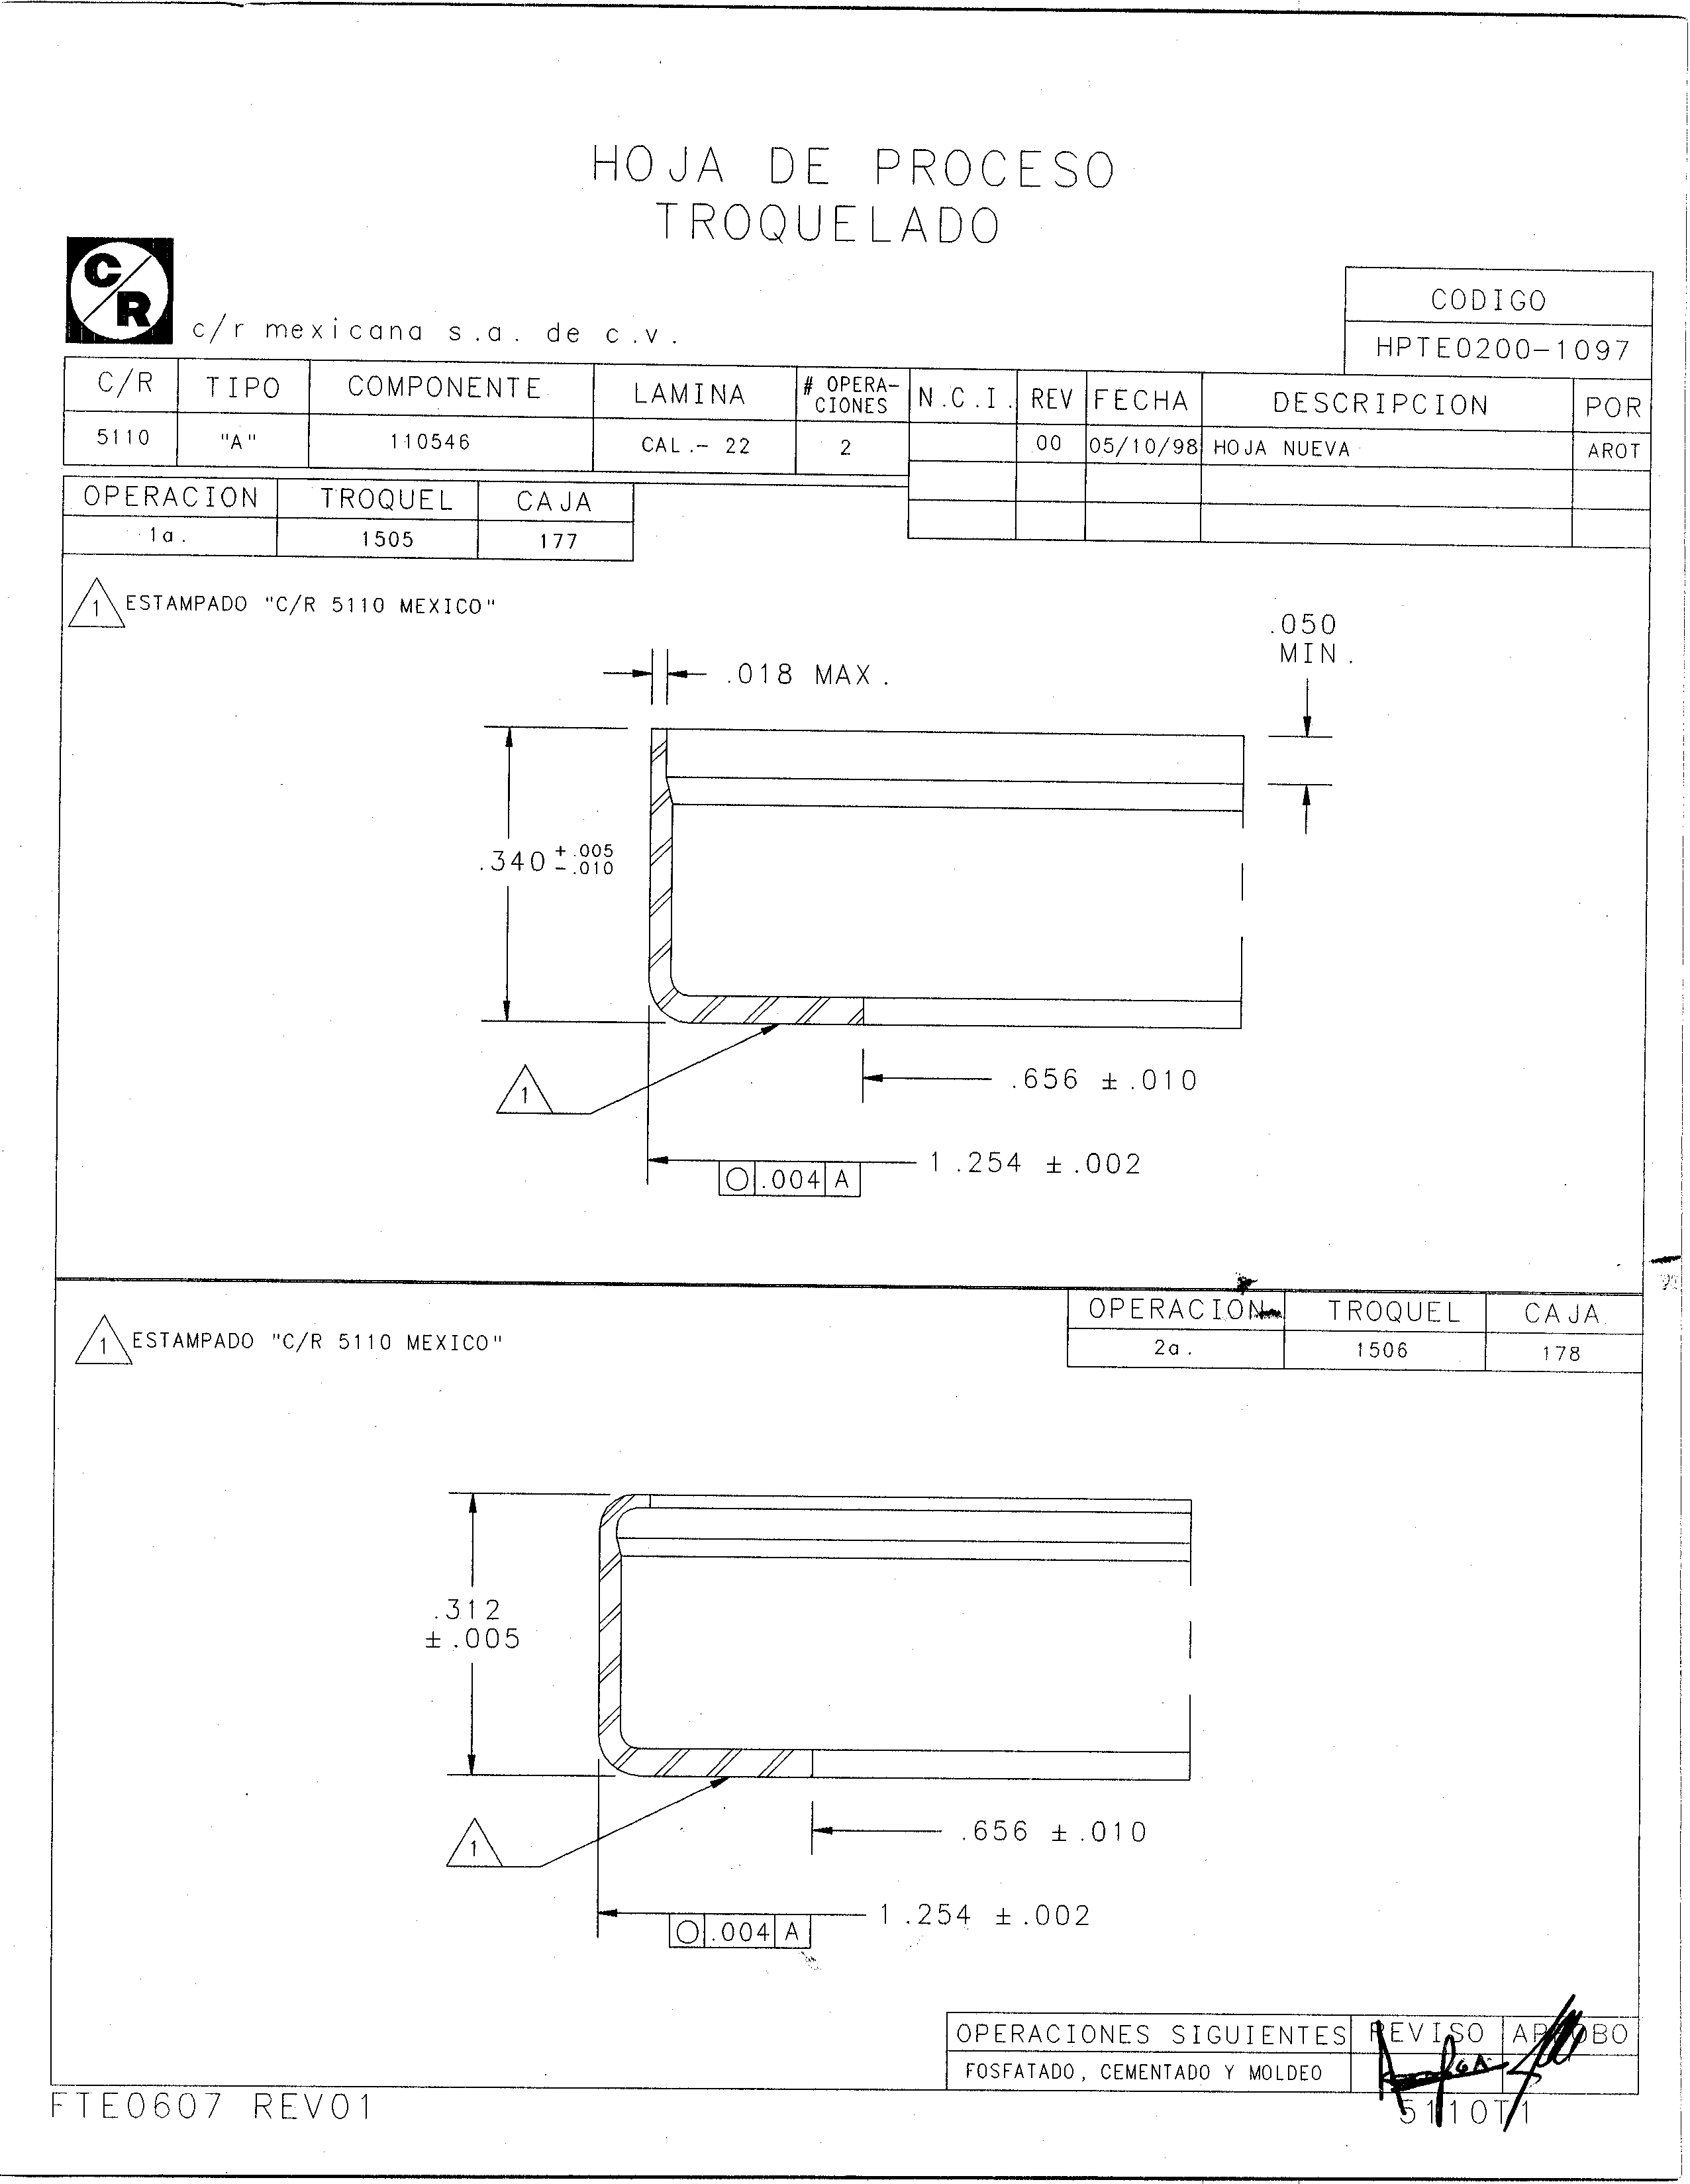 HOJA DE PROCESO
TROQUELADO
C/R
c/r mexicana s.a. de c.v.
CODIGO
HPTE0200-1097
C/R TIPO COMPONENTE LAMINA # OPERA-CIONES N.C.I. REV FECHA DESCRIPCION POR
5110 "A" 110546 CAL.- 22 2 00 05/10/98 HOJA NUEVA AROT
OPERACION TROQUEL CAJA
1a. 1505 177
1 ESTAMPADO "C/R 5110 MEXICO"
.050
MIN.
.018 MAX.
.340 +.005 -.010
.656 ±.010
1
1.254 ±.002
○ .004 A
OPERACION TROQUEL CAJA
2a. 1506 178
1 ESTAMPADO "C/R 5110 MEXICO"
.312
±.005
.656 ±.010
1
1.254 ±.002
○ .004 A
OPERACIONES SIGUIENTES REVISO APROBO
FOSFATADO, CEMENTADO Y MOLDEO
FTE0607 REV01
5110T1